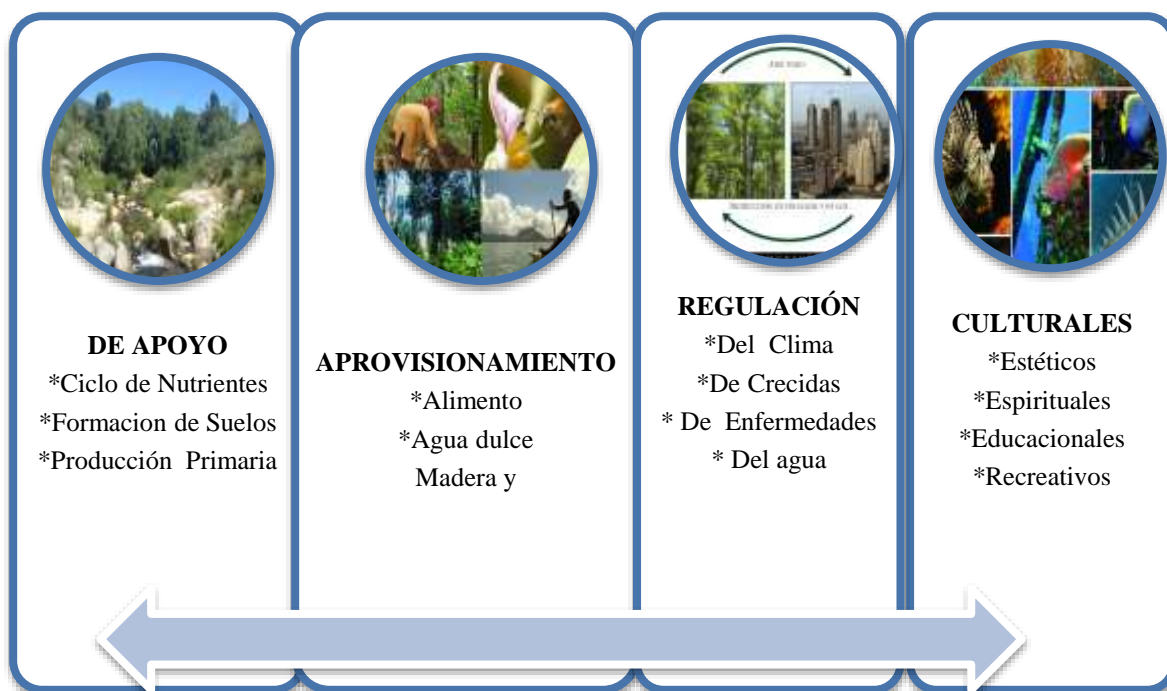 DE APOYO
*Ciclo de Nutrientes
*Formacion de Suelos
*Producción Primaria
APROVISIONAMIENTO
*Alimento
*Agua dulce
Madera y
REGULACIÓN
*Del Clima
*De Crecidas
* De Enfermedades
* Del agua
CULTURALES
*Estéticos
*Espirituales
*Educacionales
*Recreativos